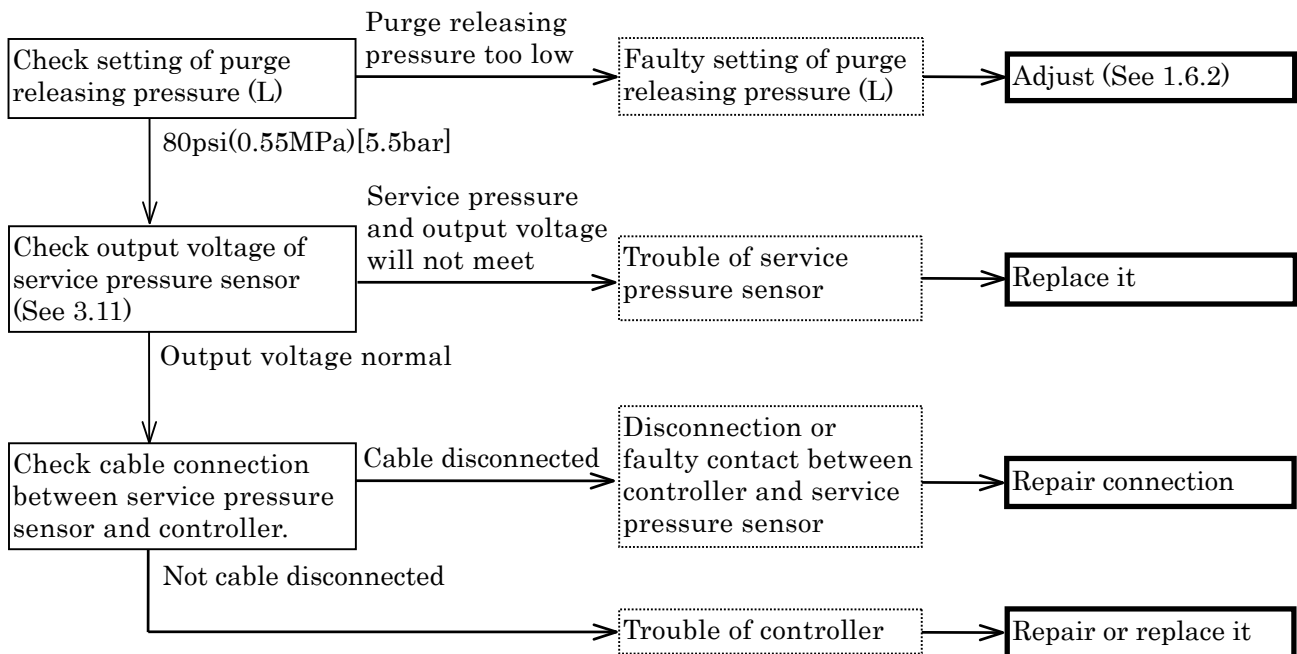 Purge releasing
pressure too low
Check setting of purge
releasing pressure (L)
Faulty setting of purge
releasing pressure (L)
Adjust (See 1.6.2)
80psi(0.55MPa)[5.5bar]
Service pressure
and output voltage
will not meet
Check output voltage of
service pressure sensor
(See 3.11)
Trouble of service
pressure sensor
Replace it
Output voltage normal
Check cable connection
between service pressure
sensor and controller.
Cable disconnected
Disconnection or
faulty contact between
controller and service
pressure sensor
Repair connection
Not cable disconnected
Trouble of controller
Repair or replace it